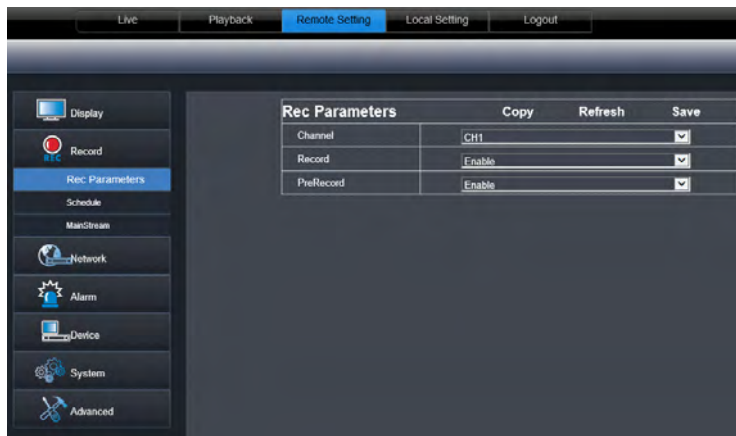 Live Playback Remote Setting Local Setting Logout
Display
Record
REC
Rec Parameters
Schedule
MainStream
Network
Alarm
Device
System
Advanced
Rec Parameters Copy Refresh Save
Channel CH1
Record Enable
PreRecord Enable